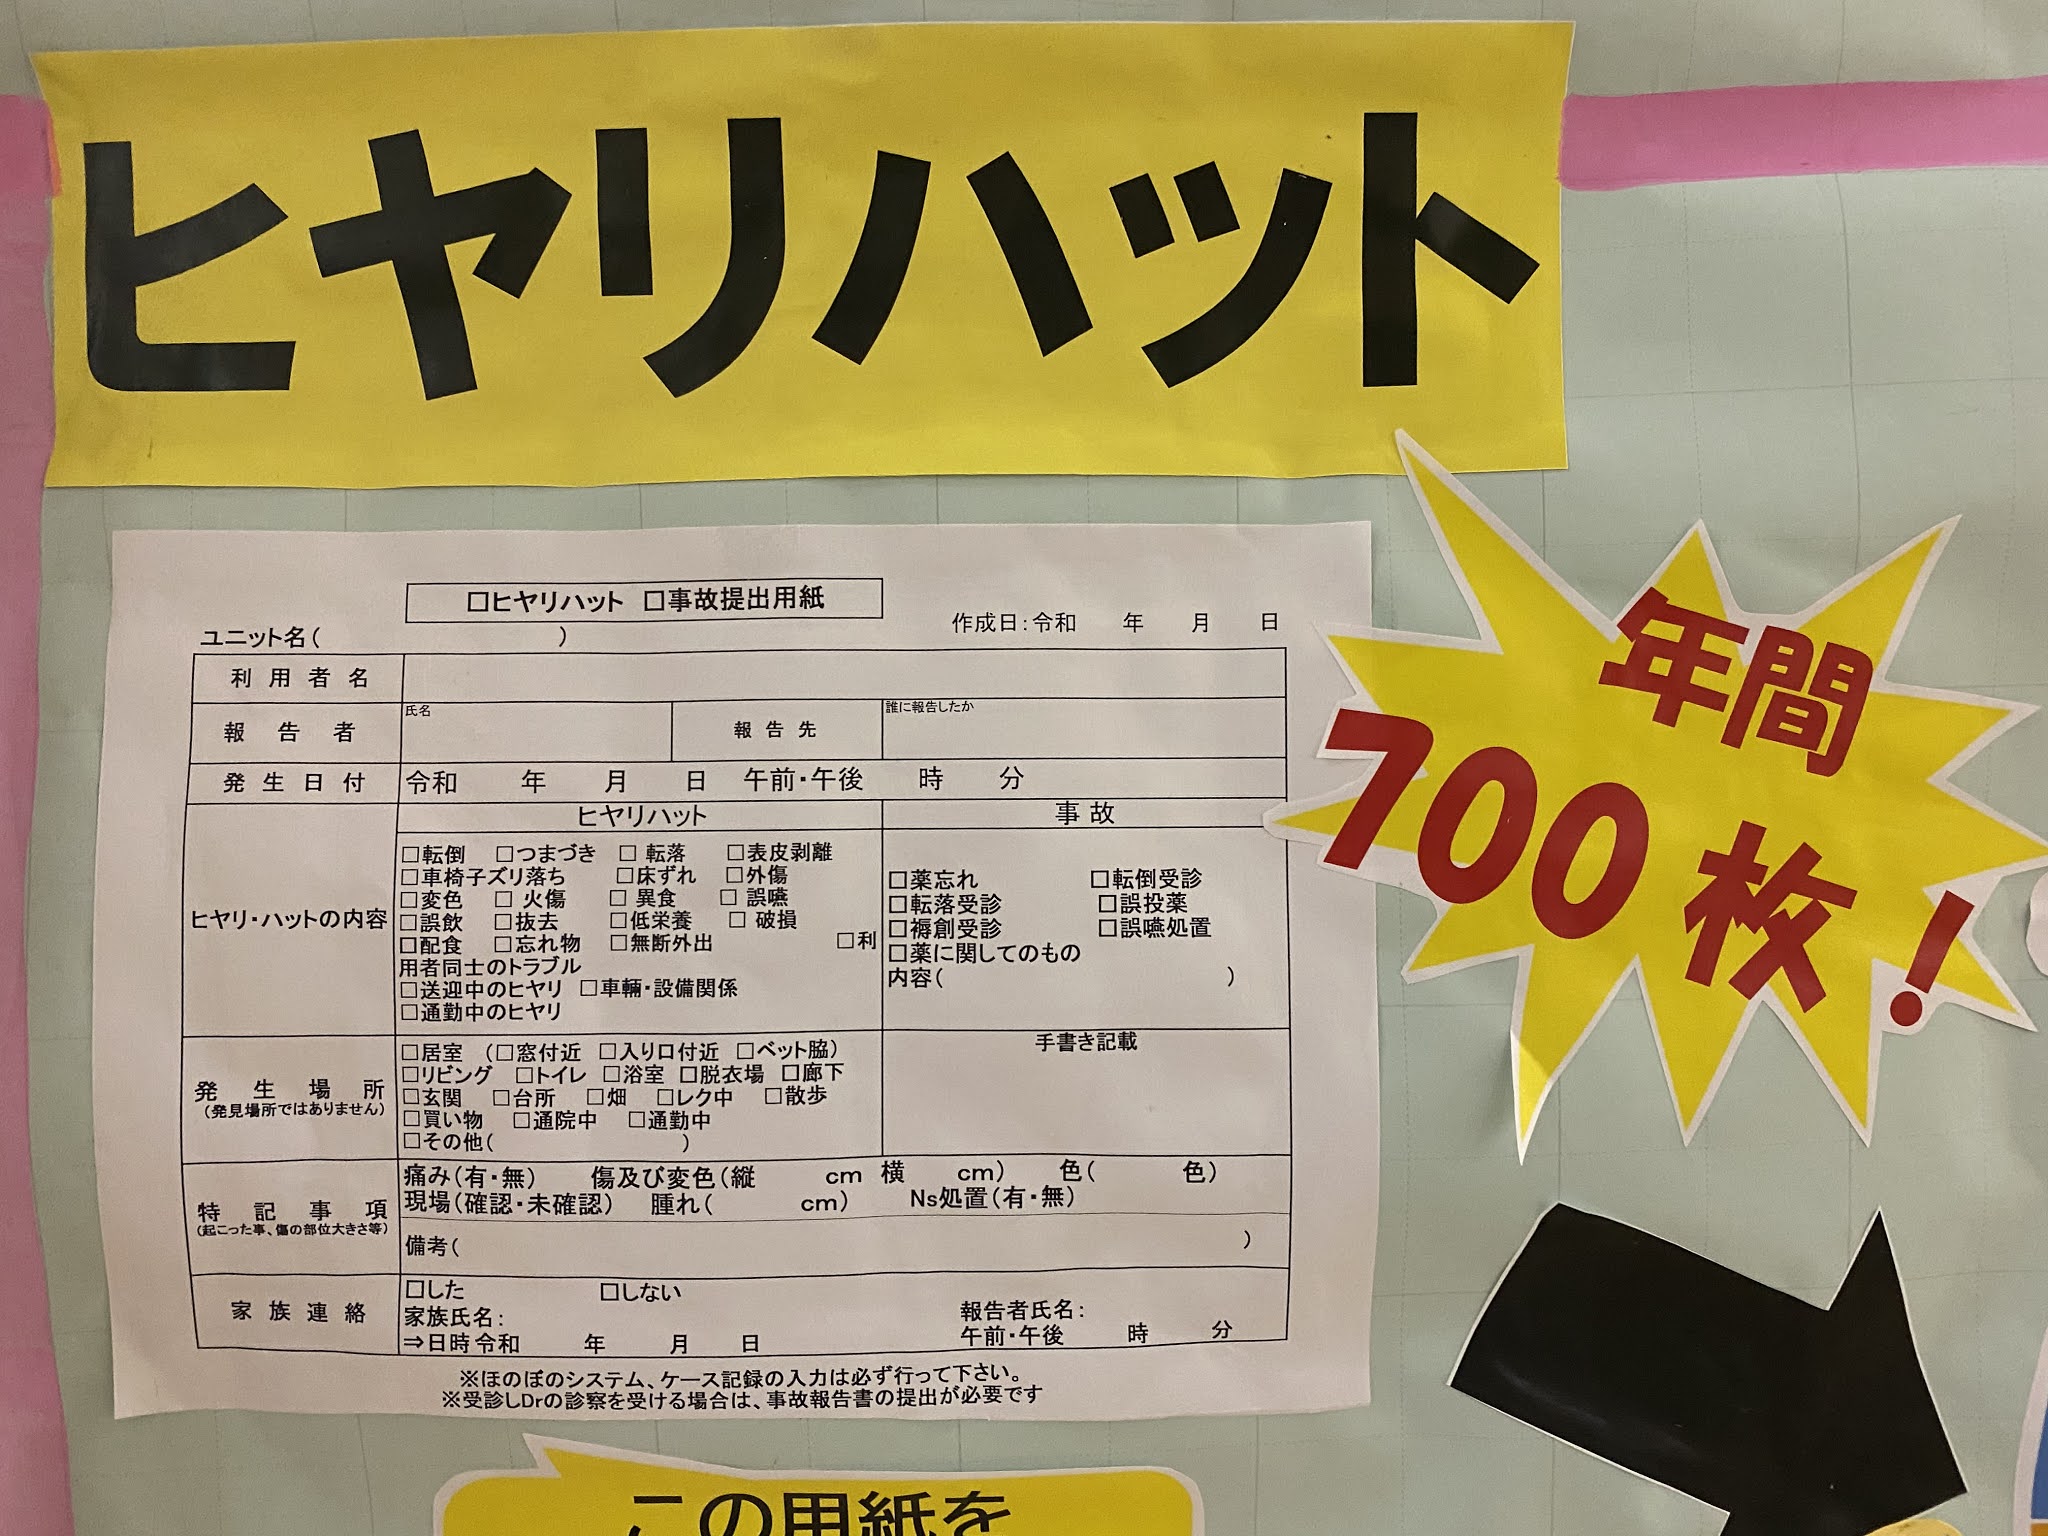 ヒヤリハット
年間
700枚!
□ヒヤリハット □事故提出用紙
作成日:令和 年 月 日
ユニット名( )
利用者名
報告者 氏名 報告先 誰に報告したか
発生日付 令和 年 月 日 午前・午後 時 分
ヒヤリ・ハットの内容
ヒヤリハット
□転倒 □つまづき □転落 □表皮剥離
□車椅子ズリ落ち □床ずれ □外傷
□変色 □火傷 □異食 □誤嚥
□誤飲 □抜去 □低栄養 □破損
□配食 □忘れ物 □無断外出 □利
用者同士のトラブル
□送迎中のヒヤリ □車輛・設備関係
□通勤中のヒヤリ
事故
□薬忘れ □転倒受診
□転落受診 □誤投薬
□褥創受診 □誤嚥処置
□薬に関してのもの
内容( )
発生場所
(発見場所ではありません)
□居室 (□窓付近 □入り口付近 □ベット脇)
□リビング □トイレ □浴室 □脱衣場 □廊下
□玄関 □台所 □畑 □レク中 □散歩
□買い物 □通院中 □通勤中
□その他( )
手書き記載
特記事項
(起こった事、傷の部位大きさ等)
痛み(有・無) 傷及び変色(縦 cm 横 cm) 色( 色)
現場(確認・未確認) 腫れ( cm) Ns処置(有・無)
備考( )
家族連絡
□した □しない
家族氏名: 報告者氏名:
⇒日時令和 年 月 日 午前・午後 時 分
※ほのぼのシステム、ケース記録の入力は必ず行って下さい。
※受診しDrの診察を受ける場合は、事故報告書の提出が必要です
この用紙を